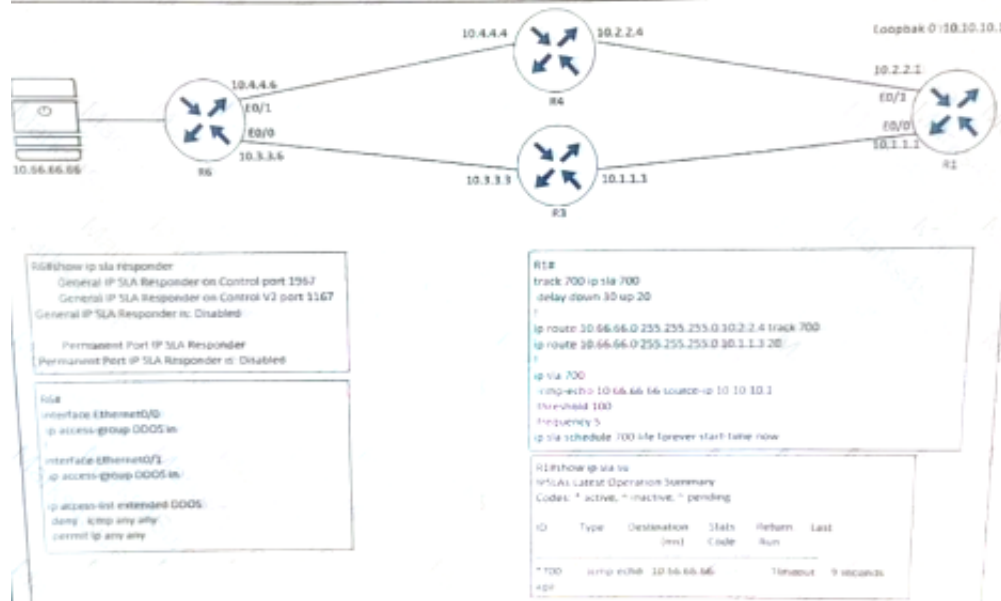 10.4.4.4
10.2.2.4
10.4.4.6
E0/1
R4
10.2.2.1
E0/0
10.3.3.6
E0/0
10.1.1.1
10.66.66.66
R6
10.3.3.3
10.1.1.3
R1
R3
R6#show ip sla responder
General IP SLA Responder on Control port 1967
General IP SLA Responder on Control V2 port 1167
General IP SLA Responder is: Disabled
Permanent Port IP SLA Responder
Permanent Port IP SLA Responder is: Disabled
R6#
interface Ethernet0/0
ip access-group DDOS in
interface Ethernet0/1
ip access-group DDOS in
ip access-list extended DDOS
deny icmp any any
permit ip any any
R1#
track 700 ip sla 700
delay down 30 up 20
!
ip route 10.66.66.0 255.255.255.0 10.2.2.4 track 700
ip route 10.66.66.0 255.255.255.0 10.1.1.3 20
!
ip sla 700
icmp-echo 10.66.66.66 source-ip 10.10.10.1
threshold 100
frequency 5
ip sla schedule 700 life forever start-time now
R1#show ip sla su
IPSLAs Latest Operation Summary
Codes: * active, ^ inactive, ~ pending
ID Type Destination Stats Return Last
(ms) Code Run
*700 icmp-echo 10.66.66.66 Timeout 9 seconds
ago